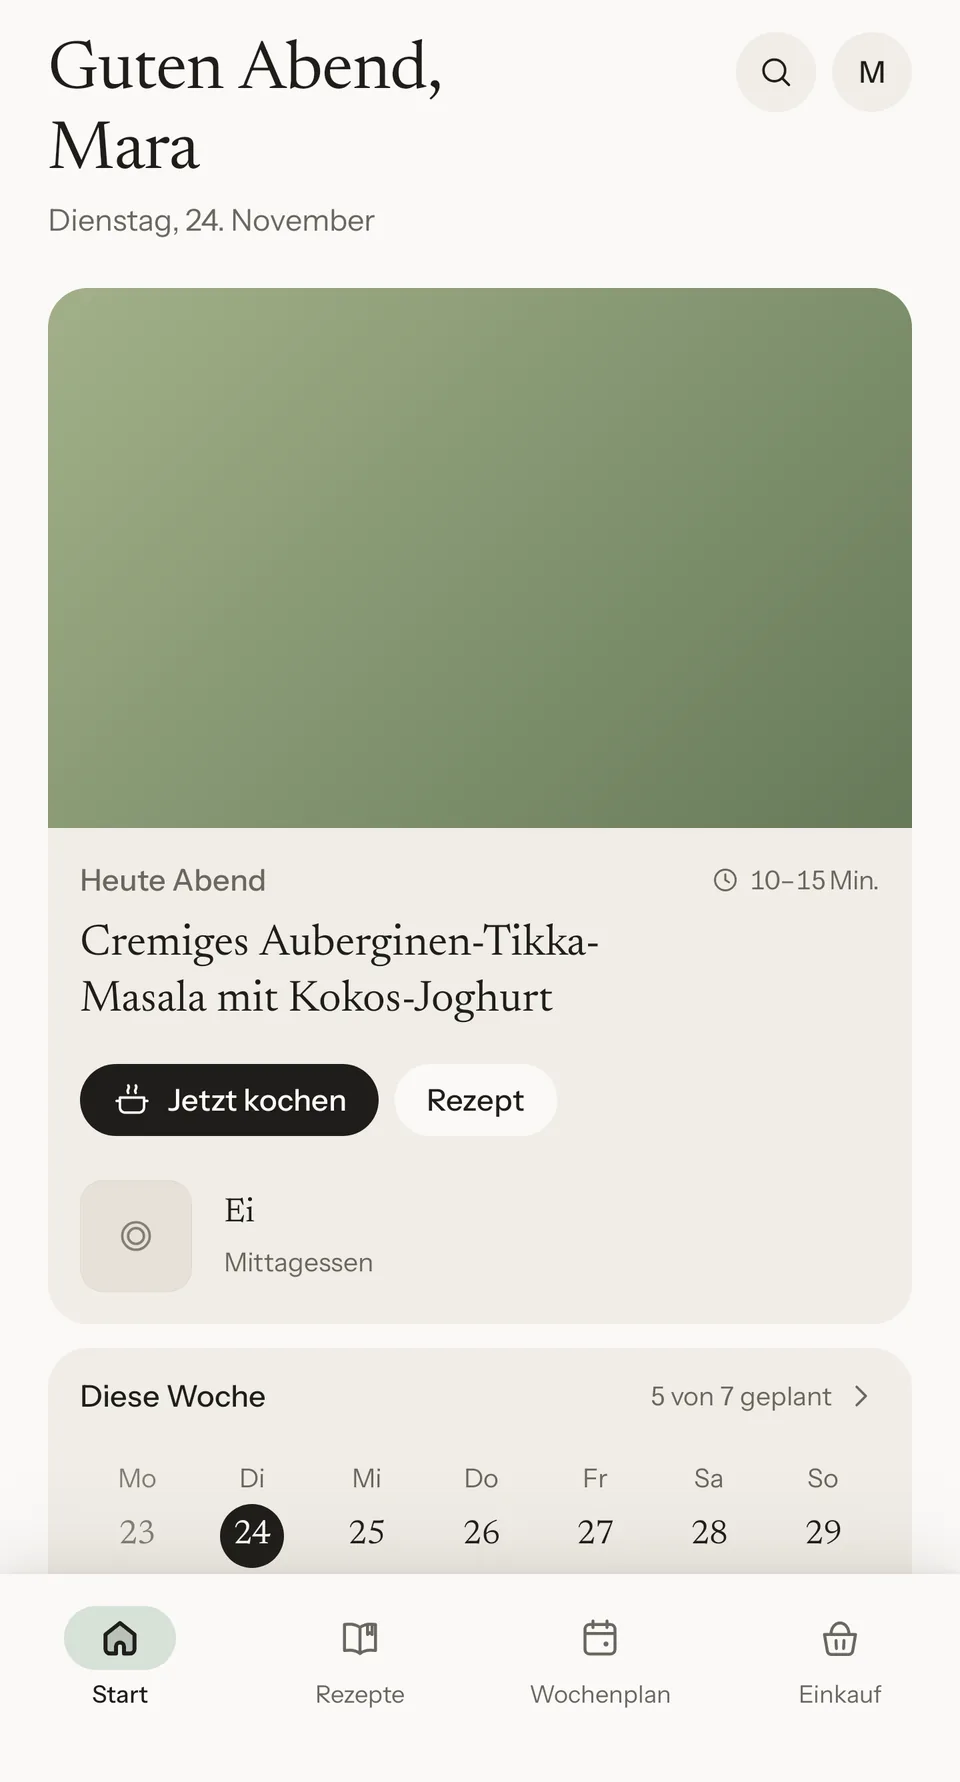 Guten Abend,
Mara
M
Dienstag, 24. November
Heute Abend
10–15 Min.
Cremiges Auberginen-Tikka-
Masala mit Kokos-Joghurt
Jetzt kochen
Rezept
Ei
Mittagessen
Diese Woche
5 von 7 geplant
Mo Di Mi Do Fr Sa So
23 24 25 26 27 28 29
Start Rezepte Wochenplan Einkauf